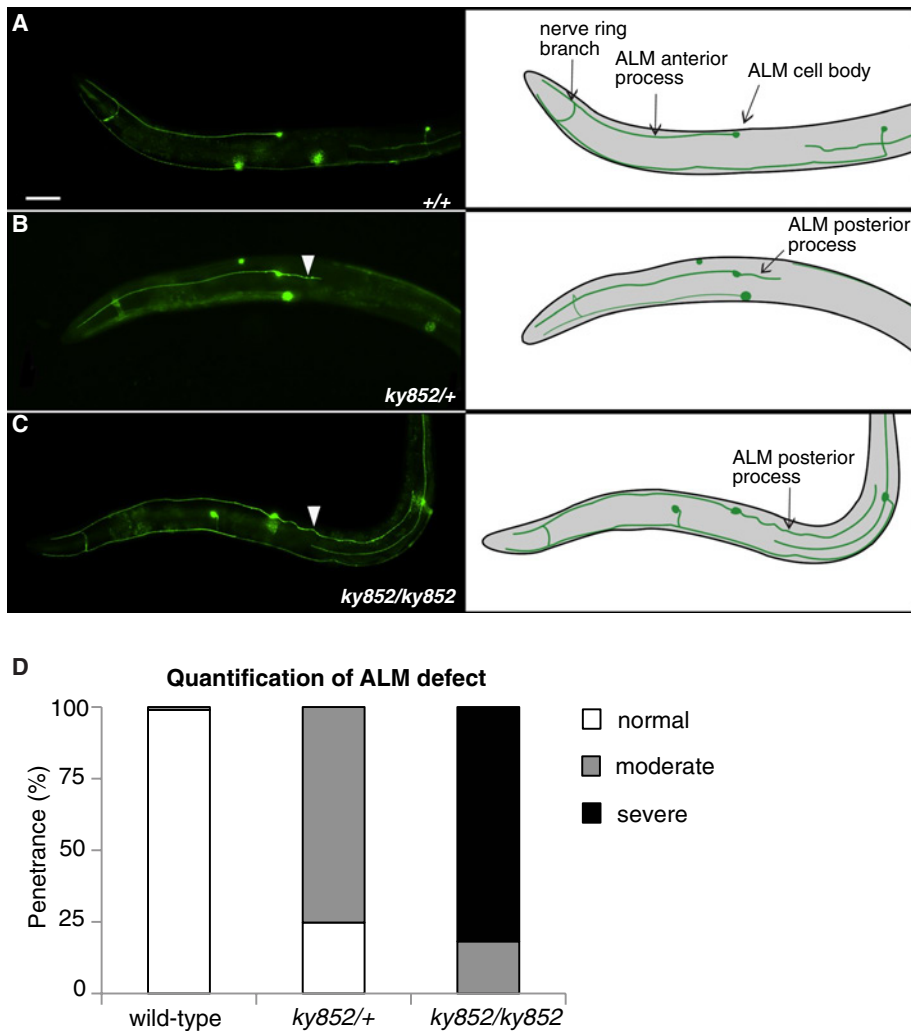 A
nerve ring
branch
ALM anterior
process
ALM cell body
+/+
B
ALM posterior
process
ky852/+
C
ALM posterior
process
ky852/ky852
D
Quantification of ALM defect
Penetrance (%)
100
75
50
25
0
wild-type
ky852/+
ky852/ky852
normal
moderate
severe